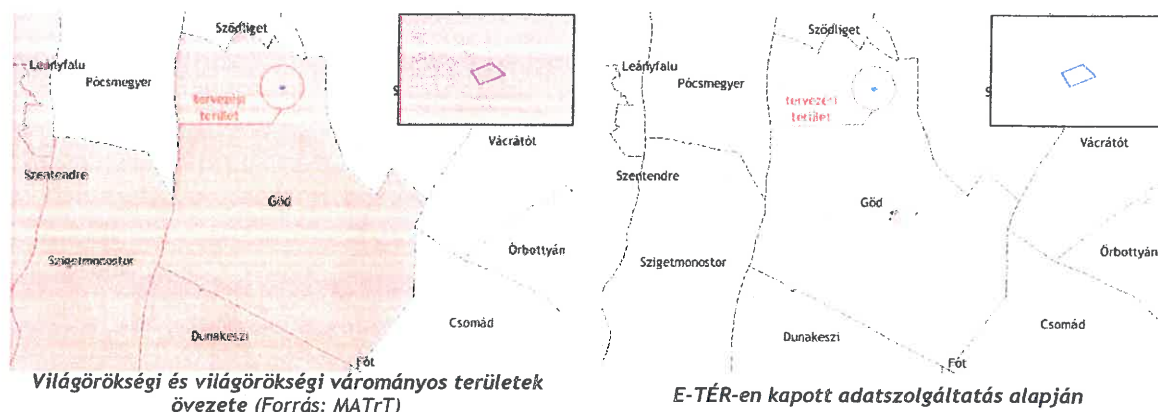 Sződliget
Leányfalu
Pócsmegyer
tervezési
terület
Vácrátót
Szentendre
Göd
Szigetmonostor
Csomád
Dunakeszi
Fót
Világörökségi és világörökségi várományos területek
övezete (Forrás: MATrT)
Sződliget
Leányfalu
Pócsmegyer
tervezési
terület
Vácrátót
Szentendre
Göd
Őrbottyán
Szigetmonostor
Csomád
Dunakeszi
Fót
E-TÉR-en kapott adatszolgáltatás alapján